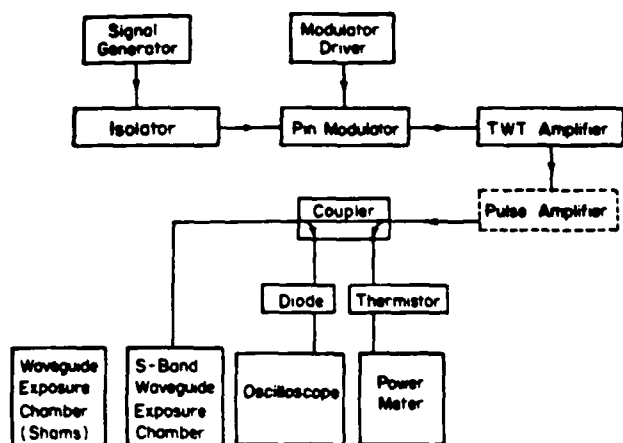 Signal
Generator
Modulator
Driver
Isolator
Pin Modulator
TWT Amplifier
Coupler
Pulse Amplifier
Diode
Thermistor
Waveguide
Exposure
Chamber
(Shams)
S-Band
Waveguide
Exposure
Chamber
Oscilloscope
Power
Meter